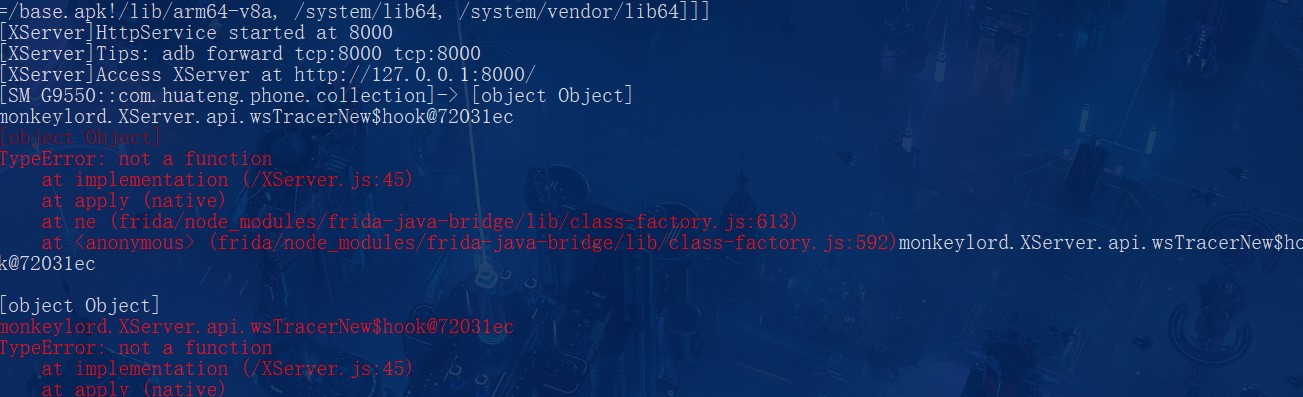 =/base.apk!/lib/arm64-v8a, /system/lib64, /system/vendor/lib64]]]
[XServer]HttpService started at 8000
[XServer]Tips: adb forward tcp:8000 tcp:8000
[XServer]Access XServer at http://127.0.0.1:8000/
[SM G9550::com.huateng.phone.collection]-> [object Object]
monkeylord.XServer.api.wsTracerNew$hook@72031ec
[object Object]
TypeError: not a function
    at implementation (/XServer.js:45)
    at apply (native)
    at ne (frida/node_modules/frida-java-bridge/lib/class-factory.js:613)
    at <anonymous> (frida/node_modules/frida-java-bridge/lib/class-factory.js:592)monkeylord.XServer.api.wsTracerNew$ho
k@72031ec
[object Object]
monkeylord.XServer.api.wsTracerNew$hook@72031ec
TypeError: not a function
    at implementation (/XServer.js:45)
    at apply (native)